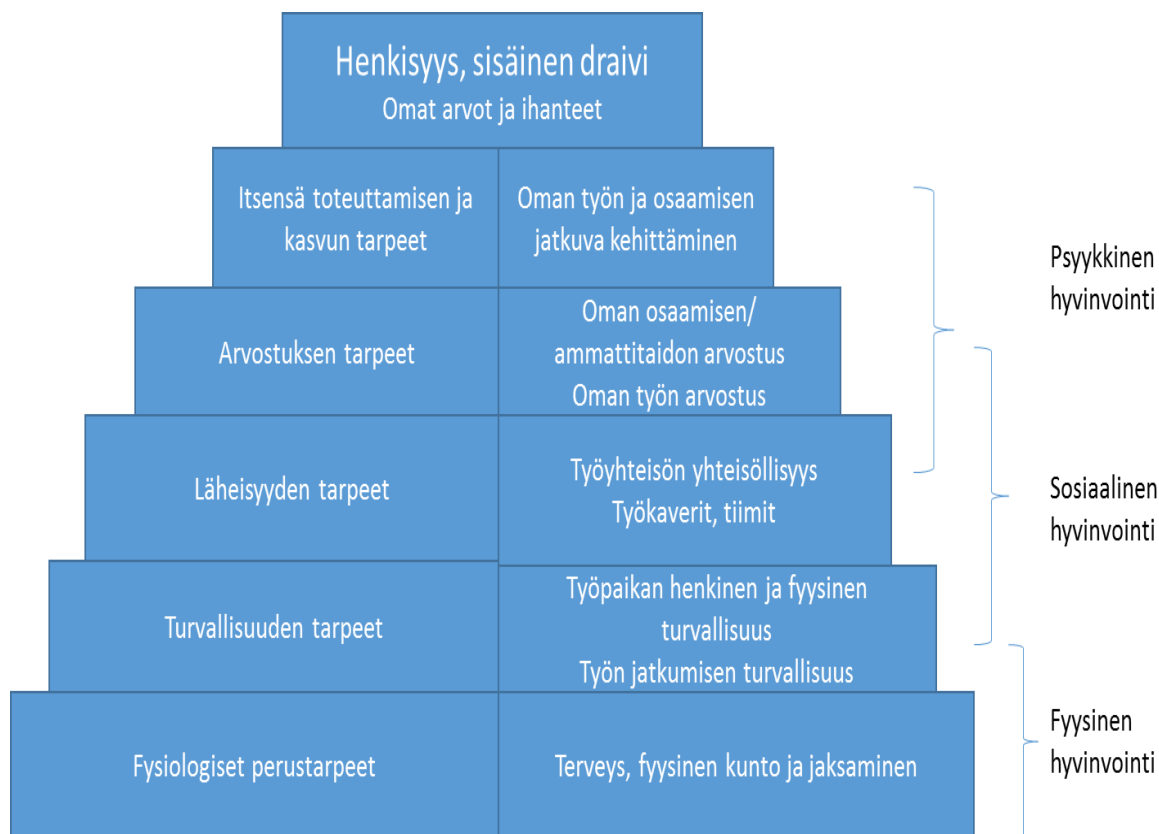 Henkisyys, sisäinen draivi
Omat arvot ja ihanteet
Itsensä toteuttamisen ja
kasvun tarpeet
Oman työn ja osaamisen
jatkuva kehittäminen
Arvostuksen tarpeet
Oman osaamisen/
ammattitaidon arvostus
Oman työn arvostus
Läheisyyden tarpeet
Työyhteisön yhteisöllisyys
Työkaverit, tiimit
Turvallisuuden tarpeet
Työpaikan henkinen ja fyysinen
turvallisuus
Työn jatkumisen turvallisuus
Fysiologiset perustarpeet
Terveys, fyysinen kunto ja jaksaminen
Psyykkinen
hyvinvointi
Sosiaalinen
hyvinvointi
Fyysinen
hyvinvointi